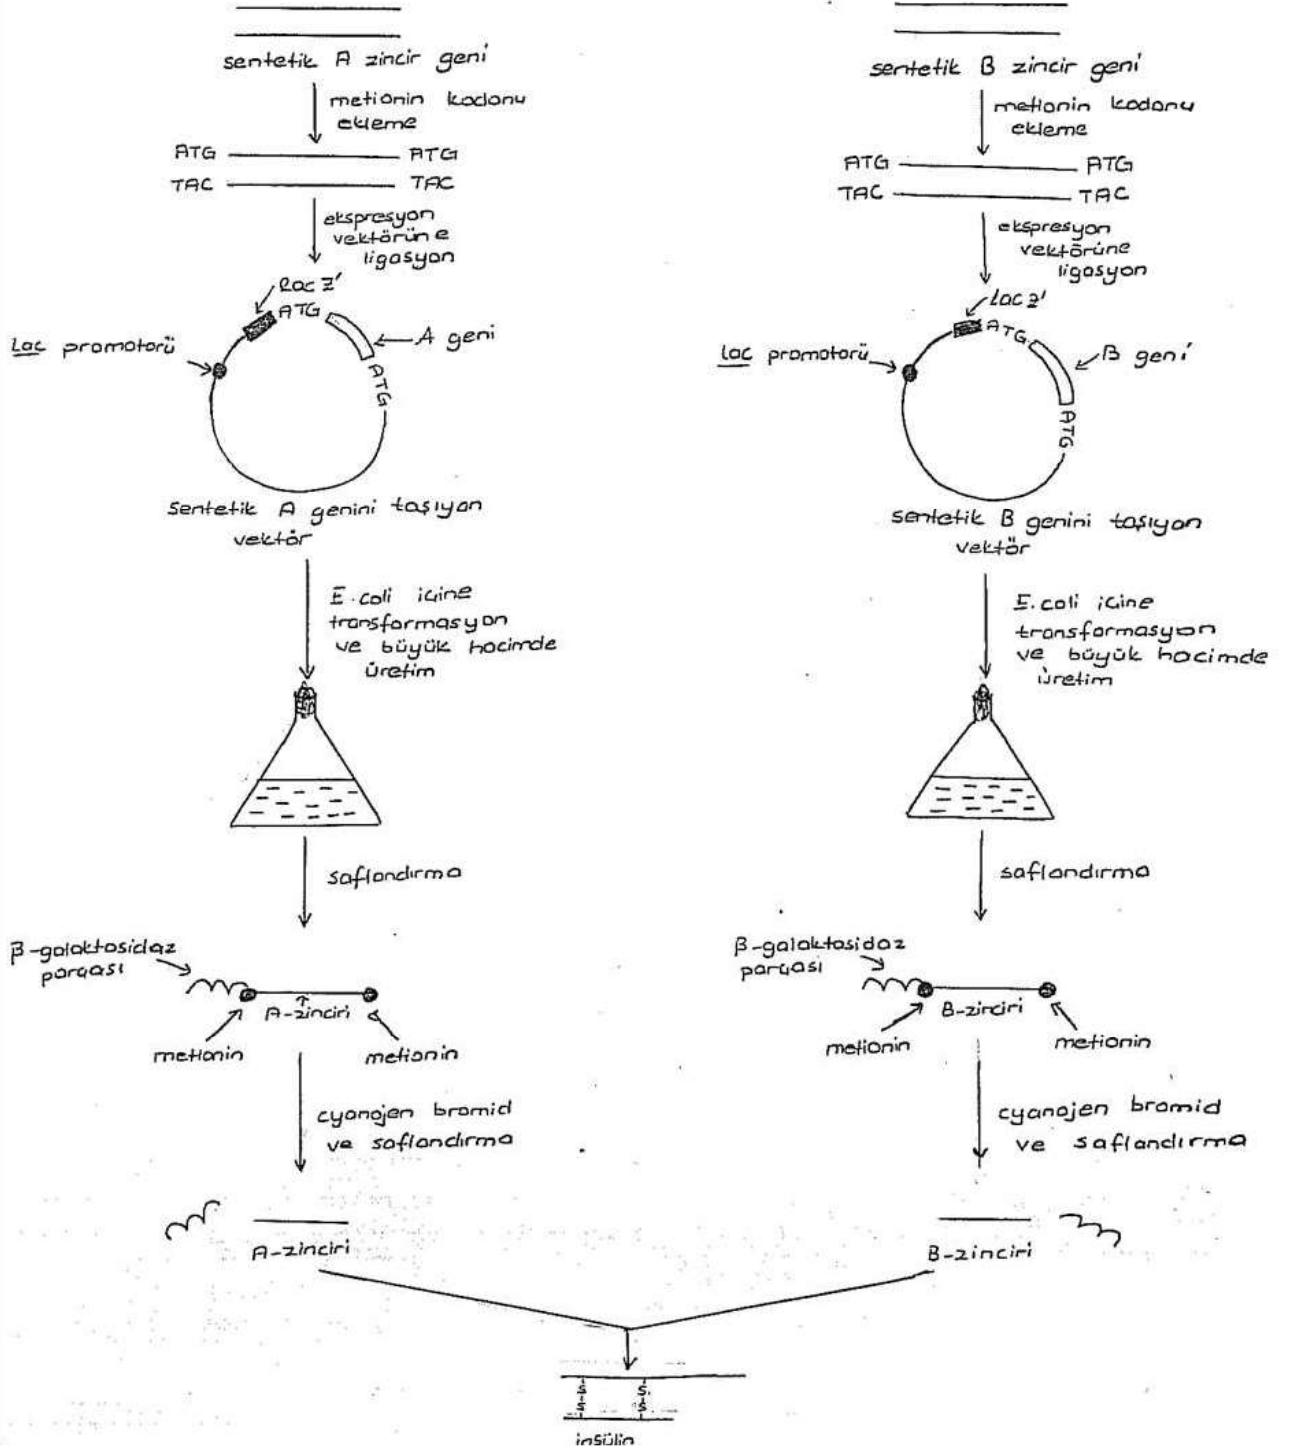 sentetik A zincir geni
metionin kodonu
ekleme
ATG ATG
TAC TAC
ekspresyon
vektörüne
ligasyon
lac Z'
ATG
A geni
Lac promotorü
ATG
sentetik A genini taşıyan
vektör
E.coli içine
transformasyon
ve büyük hacimde
üretim
saflandırma
β-galaktosidaz
parçası
A-zinciri
metionin
metionin
cyanojen bromid
ve saflandırma
A-zinciri
sentetik B zincir geni
metionin kodonu
ekleme
ATG ATG
TAC TAC
ekspresyon
vektörüne
ligasyon
lac Z'
ATG
B geni
Lac promotorü
ATG
sentetik B genini taşıyan
vektör
E.coli içine
transformasyon
ve büyük hacimde
üretim
saflandırma
β-galaktosidaz
parçası
B-zinciri
metionin
metionin
cyanojen bromid
ve saflandırma
B-zinciri
S S
S S
insülin